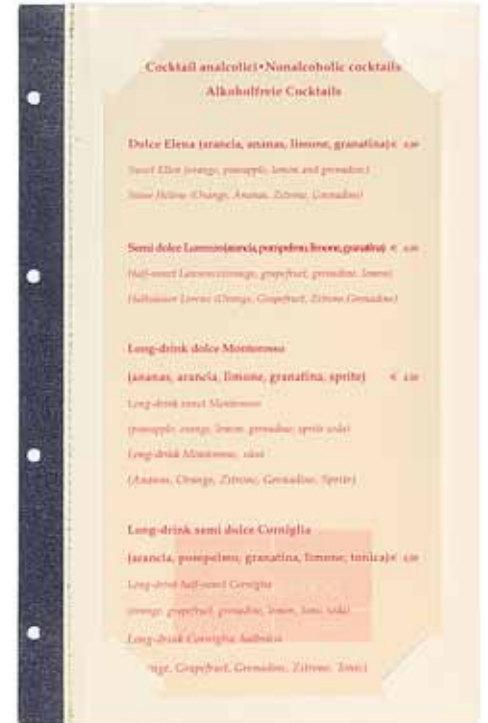 Cocktail analcolici•Nonalcoholic cocktails
Alkoholfreie Cocktails
Dolce Elena (arancia, ananas, limone, granatina) €
Sweet Ellen (orange, pineapple, lemon and grenadine)
Süsse Helene (Orange, Ananas, Zitrone, Grenadine)
Semi dolce Lorenzo (arancia, pompelmo, limone, granatina) €
Half-sweet Lawrence (orange, grapefruit, grenadine, lemon)
Halbsüsser Lorenz (Orange, Grapefruit, Zitrone, Grenadine)
Long-drink dolce Monterosso
(ananas, arancia, limone, granatina, sprite) €
Long-drink sweet Monterosso
(pineapple, orange, lemon, grenadine, sprite soda)
Long-drink Monterosso, süss
(Ananas, Orange, Zitrone, Grenadine, Sprite)
Long-drink semi dolce Corniglia
(arancia, pompelmo, granatina, limone, tonica) €
Long-drink half-sweet Corniglia
orange, grapefruit, grenadine, lemon, tonic soda)
Long-drink Corniglia, halbsüss
Grapefruit, Grenadine, Zitrone, Tonic)